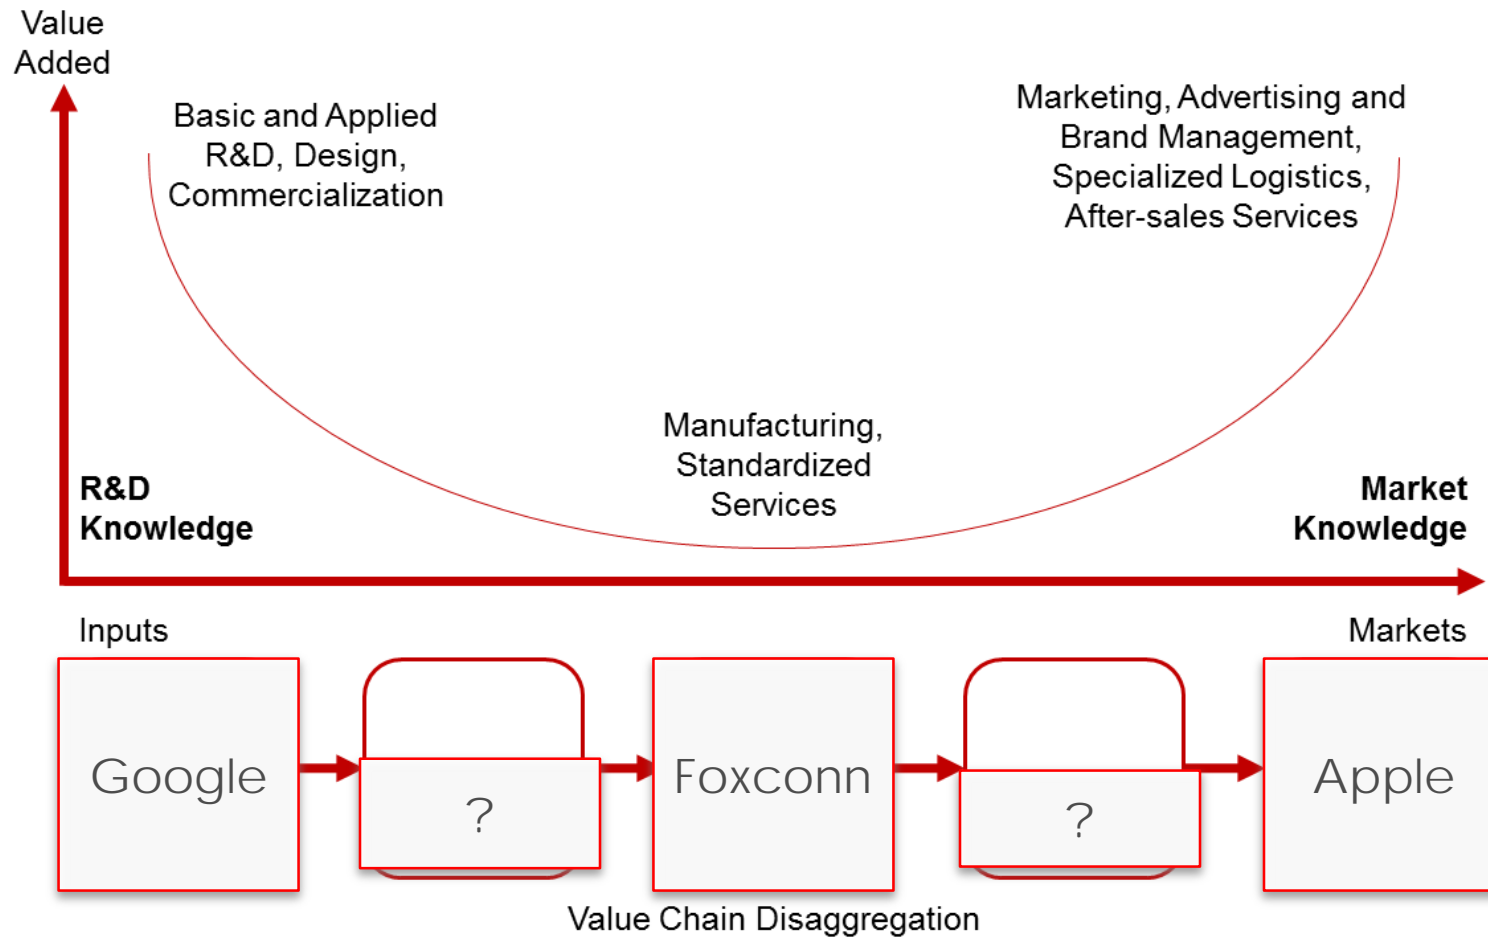 Value
Added
Basic and Applied
R&D, Design,
Commercialization
Marketing, Advertising and
Brand Management,
Specialized Logistics,
After-sales Services
Manufacturing,
Standardized
Services
R&D
Knowledge
Market
Knowledge
Inputs
Markets
Google
?
Foxconn
?
Apple
Value Chain Disaggregation